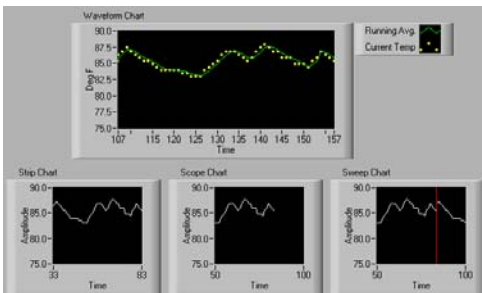 Waveform Chart
Running Avg.
Current Temp
90.0
87.5
85.0
82.5
80.0
77.5
75.0
Deg F
107 115 120 125 130 135 140 145 150 157
Time
Strip Chart
90.0
85.0
80.0
75.0
Amplitude
33 83
Time
Scope Chart
90.0
85.0
80.0
75.0
Amplitude
50 100
Time
Sweep Chart
90.0
85.0
80.0
75.0
Amplitude
50 100
Time